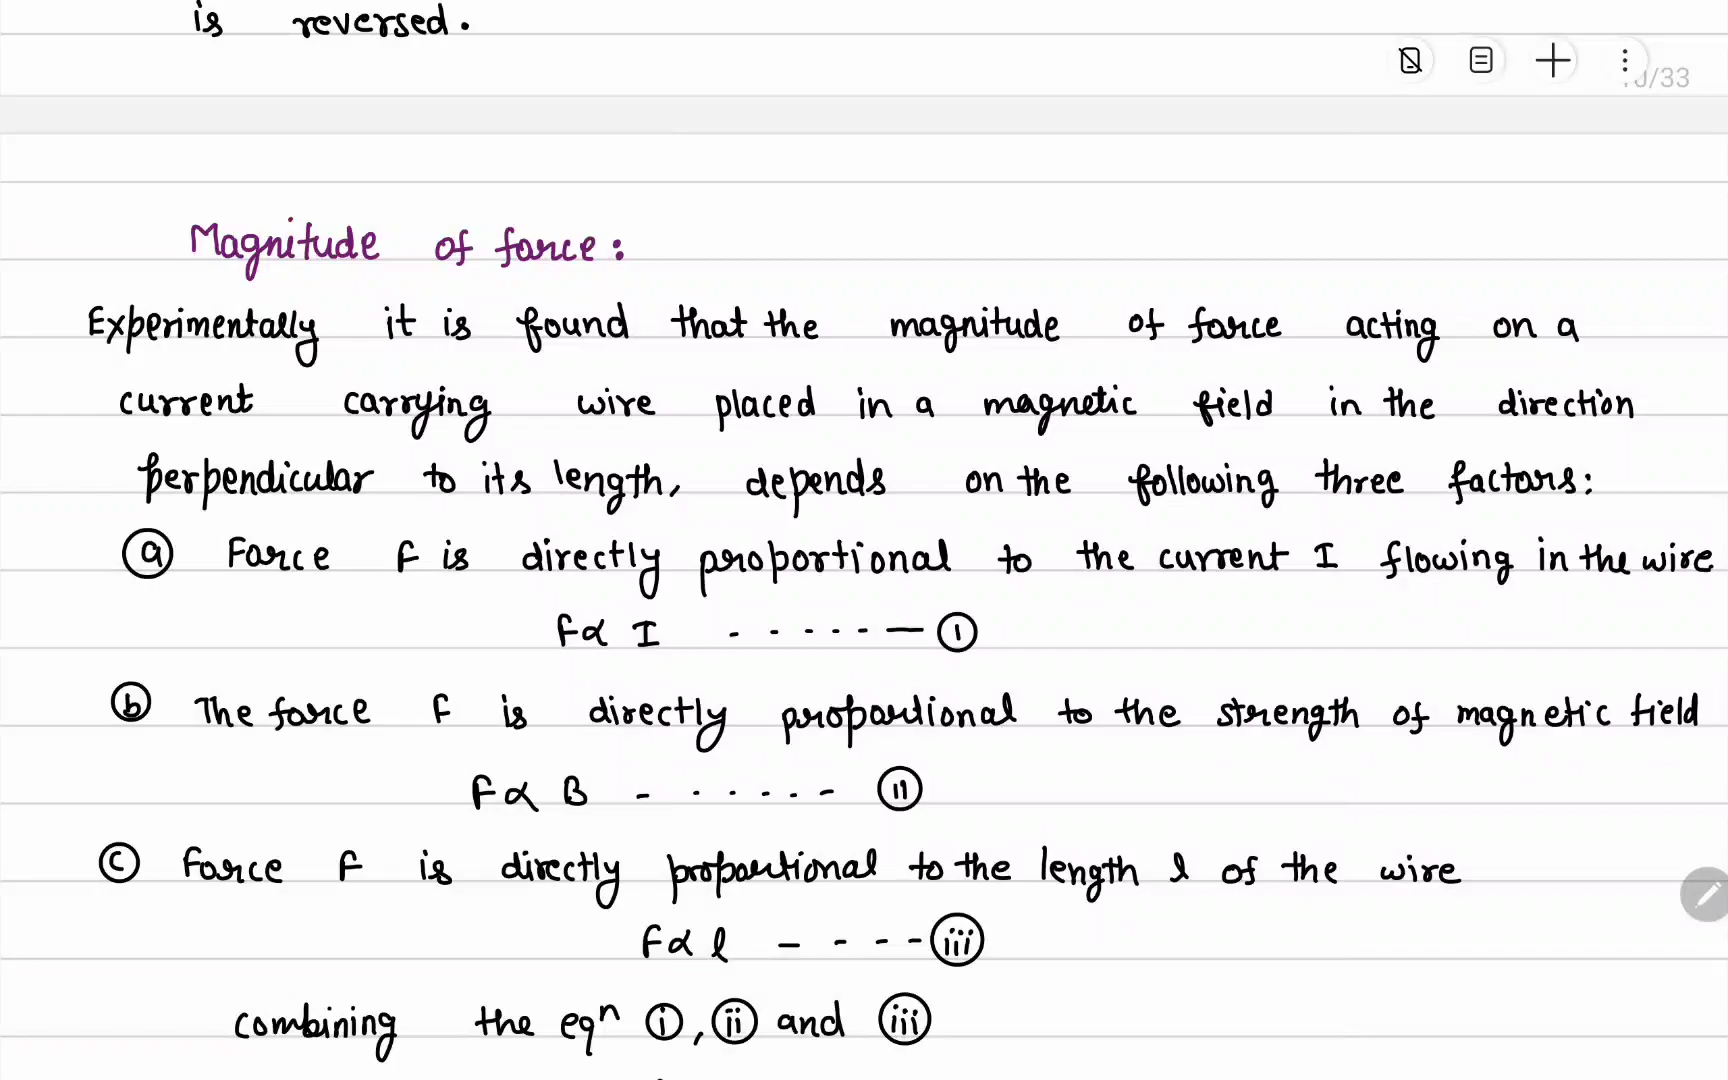 is reversed.
10/33
Magnitude of force:
Experimentally it is found that the magnitude of force acting on a
current carrying wire placed in a magnetic field in the direction
perpendicular to its length, depends on the following three factors:
(a) Force F is directly proportional to the current I flowing in the wire
F∝ I - - - - - - — (1)
(b) The force F is directly proportional to the strength of magnetic field
F∝ B - - - - - - - (11)
(c) Force F is directly proportional to the length l of the wire
F∝ l - - - - - (iii)
combining the eqⁿ (i), (ii) and (iii)